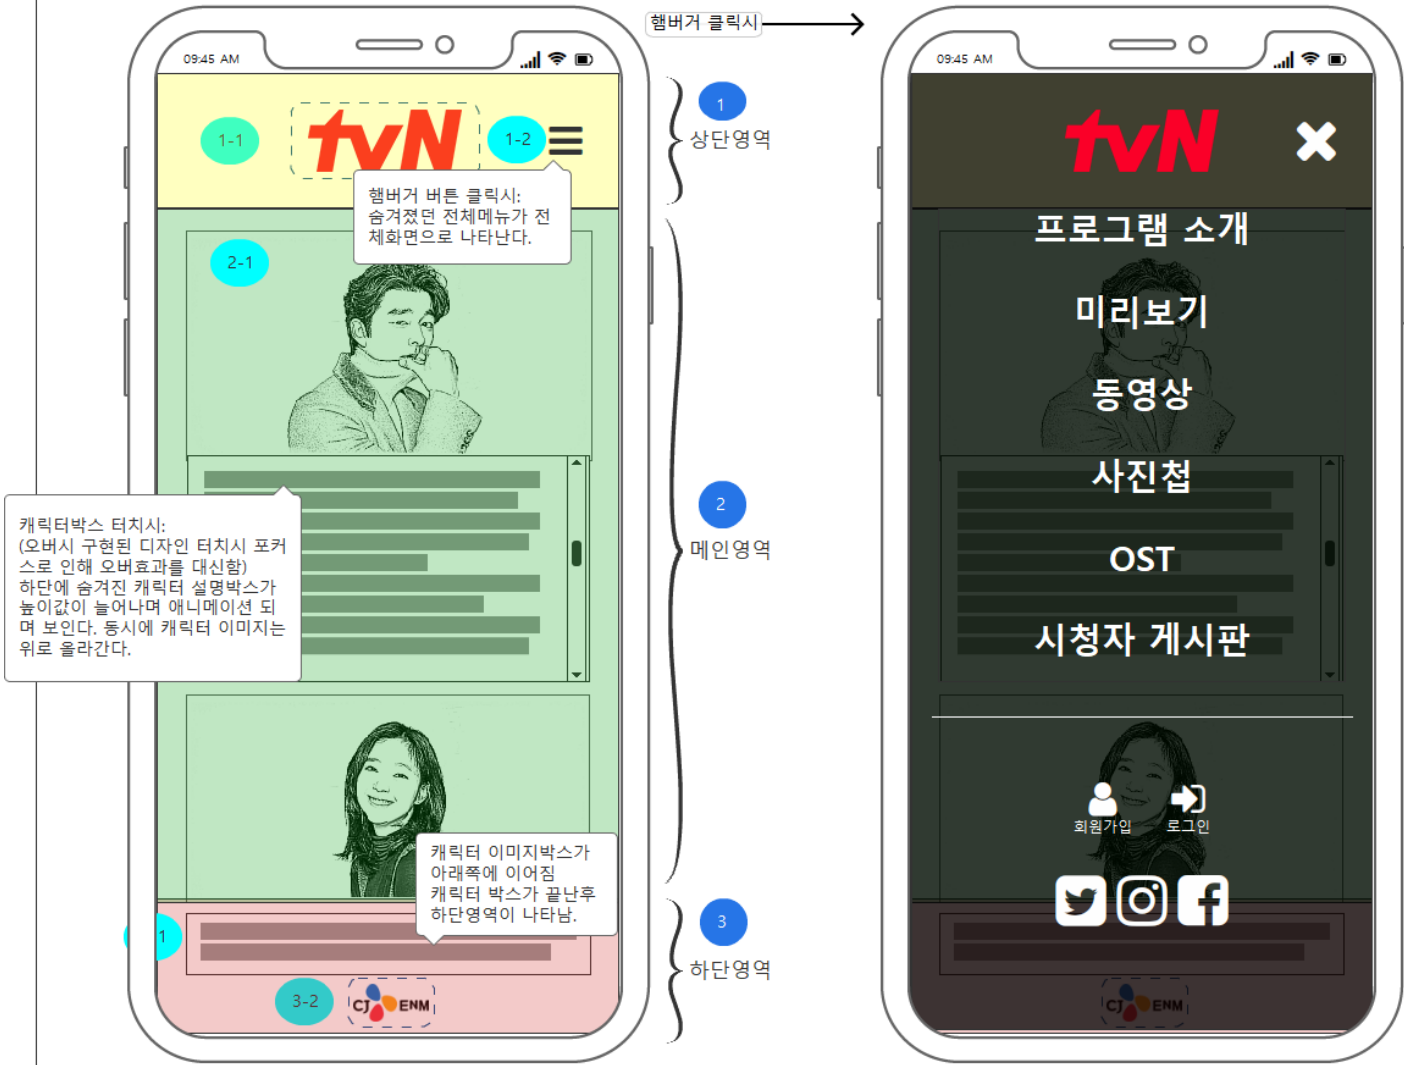 햄버거 클릭시
09:45 AM
1-1
tvN
1-2
햄버거 버튼 클릭시:
숨겨졌던 전체메뉴가 전
체화면으로 나타난다.
1
상단영역
2-1
캐릭터박스 터치시:
(오버시 구현된 디자인 터치시 포커
스로 인해 오버효과를 대신함)
하단에 숨겨진 캐릭터 설명박스가
높이값이 늘어나며 애니메이션 되
며 보인다. 동시에 캐릭터 이미지는
위로 올라간다.
2
메인영역
캐릭터 이미지박스가
아래쪽에 이어짐
캐릭터 박스가 끝난후
하단영역이 나타남.
1
3-2
CJ ENM
3
하단영역
09:45 AM
tvN
프로그램 소개
미리보기
동영상
사진첩
OST
시청자 게시판
회원가입
로그인
CJ ENM